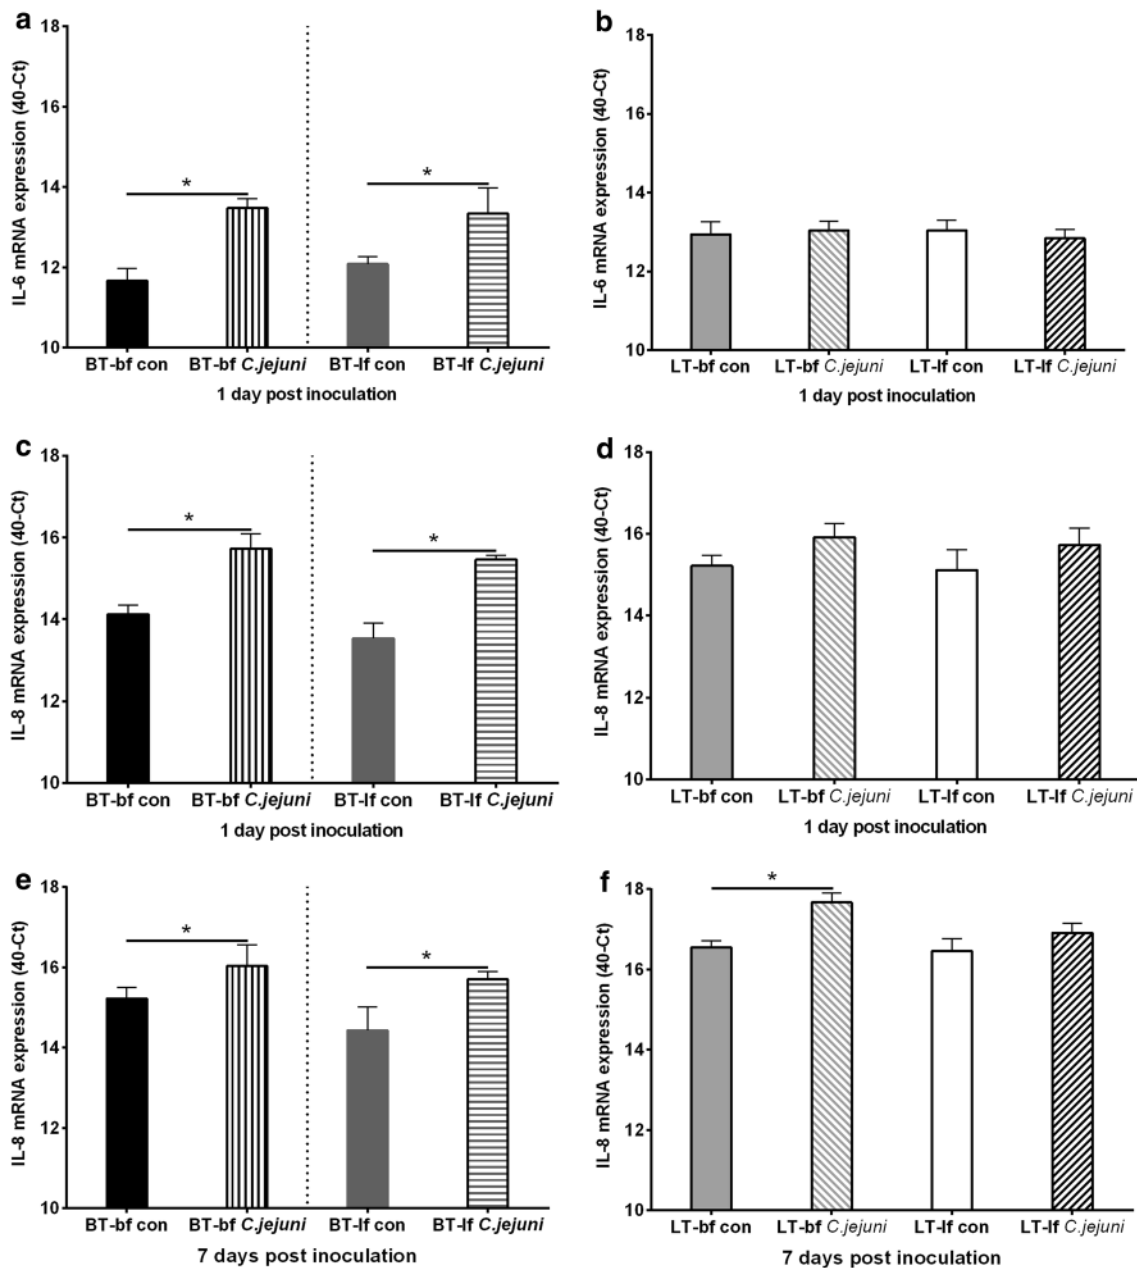 a
IL-6 mRNA expression (40-Ct)
18
16
14
12
10
*
*
BT-bf con
BT-bf C.jejuni
BT-lf con
BT-lf C.jejuni
1 day post inoculation
b
IL-6 mRNA expression (40-Ct)
18
16
14
12
10
LT-bf con
LT-bf C.jejuni
LT-lf con
LT-lf C.jejuni
1 day post inoculation
c
IL-8 mRNA expression (40-Ct)
18
16
14
12
10
*
*
BT-bf con
BT-bf C.jejuni
BT-lf con
BT-lf C.jejuni
1 day post inoculation
d
IL-8 mRNA expression (40-Ct)
18
16
14
12
10
LT-bf con
LT-bf C.jejuni
LT-lf con
LT-lf C.jejuni
1 day post inoculation
e
IL-8 mRNA expression (40-Ct)
18
16
14
12
10
*
*
BT-bf con
BT-bf C.jejuni
BT-lf con
BT-lf C.jejuni
7 days post inoculation
f
IL-8 mRNA expression (40-Ct)
18
16
14
12
10
*
LT-bf con
LT-bf C.jejuni
LT-lf con
LT-lf C.jejuni
7 days post inoculation